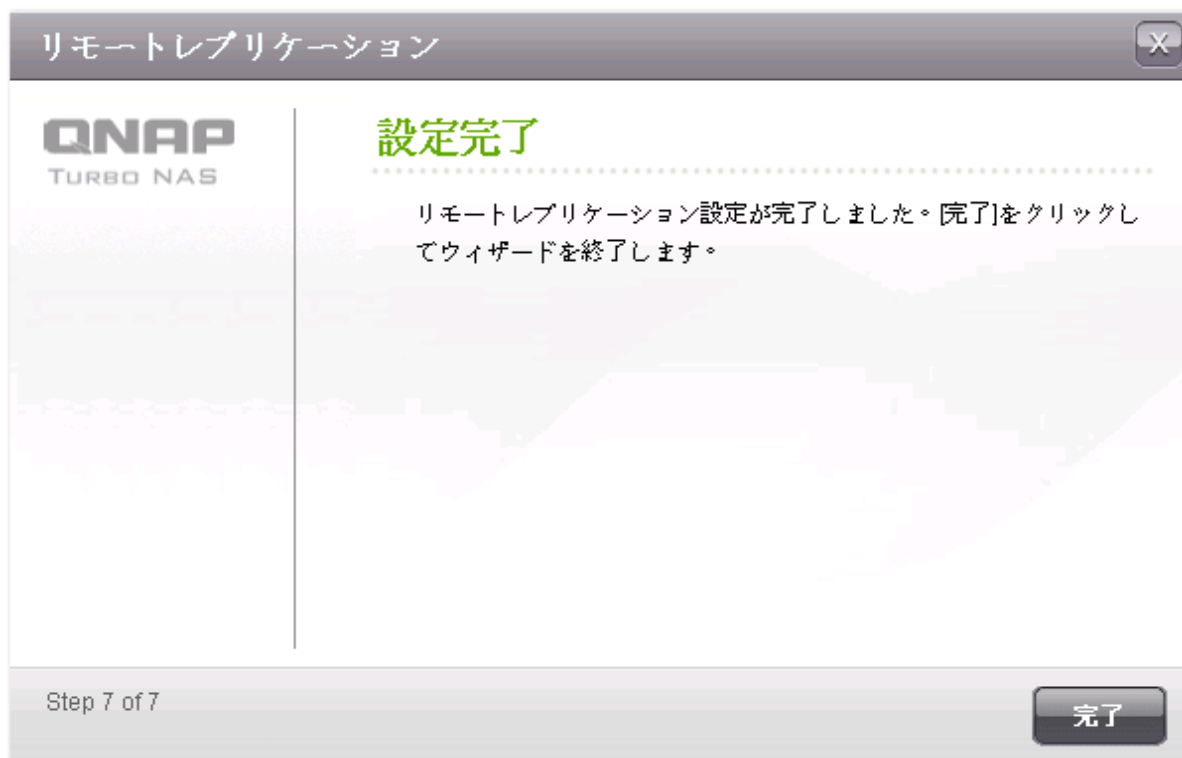 リモートレプリケーション
X
QNAP
TURBO NAS
設定完了
リモートレプリケーション設定が完了しました。[完了]をクリックし
てウィザードを終了します。
Step 7 of 7
完了